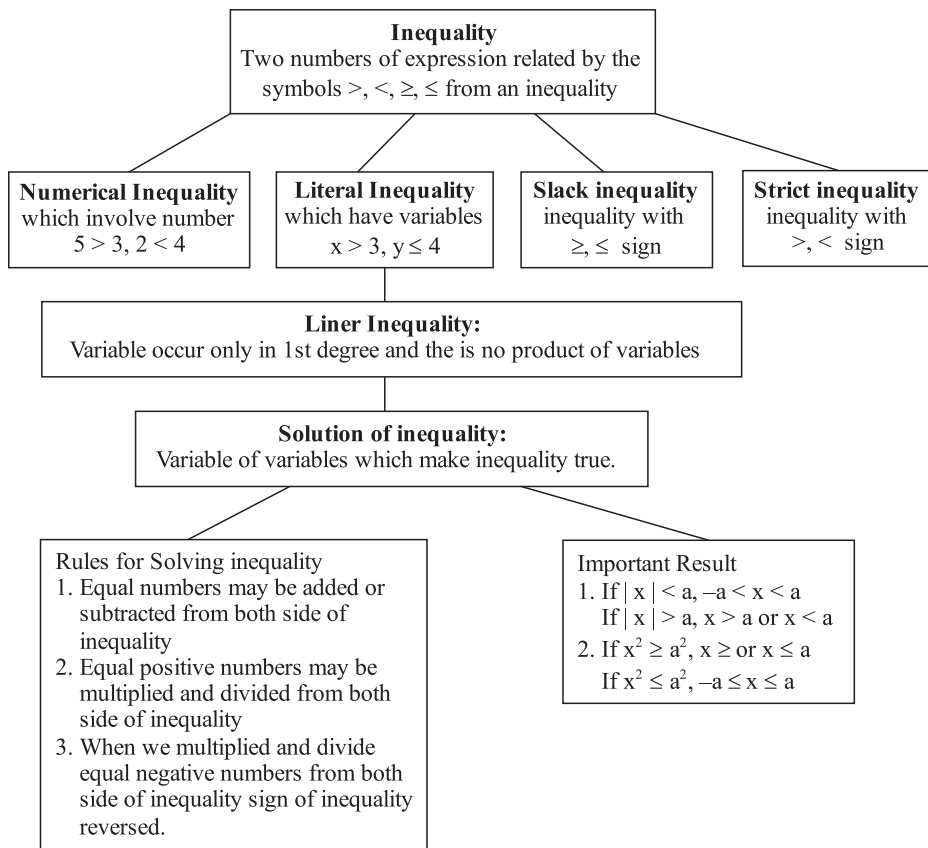 Inequality
Two numbers of expression related by the
symbols >, <, ≥, ≤ from an inequality
Numerical Inequality
which involve number
5 > 3, 2 < 4
Literal Inequality
which have variables
x > 3, y ≤ 4
Slack inequality
inequality with
≥, ≤ sign
Strict inequality
inequality with
>, < sign
Liner Inequality:
Variable occur only in 1st degree and the is no product of variables
Solution of inequality:
Variable of variables which make inequality true.
Rules for Solving inequality
1. Equal numbers may be added or
subtracted from both side of
inequality
2. Equal positive numbers may be
multiplied and divided from both
side of inequality
3. When we multiplied and divide
equal negative numbers from both
side of inequality sign of inequality
reversed.
Important Result
1. If | x | < a, –a < x < a
If | x | > a, x > a or x < a
2. If x² ≥ a², x ≥ or x ≤ a
If x² ≤ a², –a ≤ x ≤ a